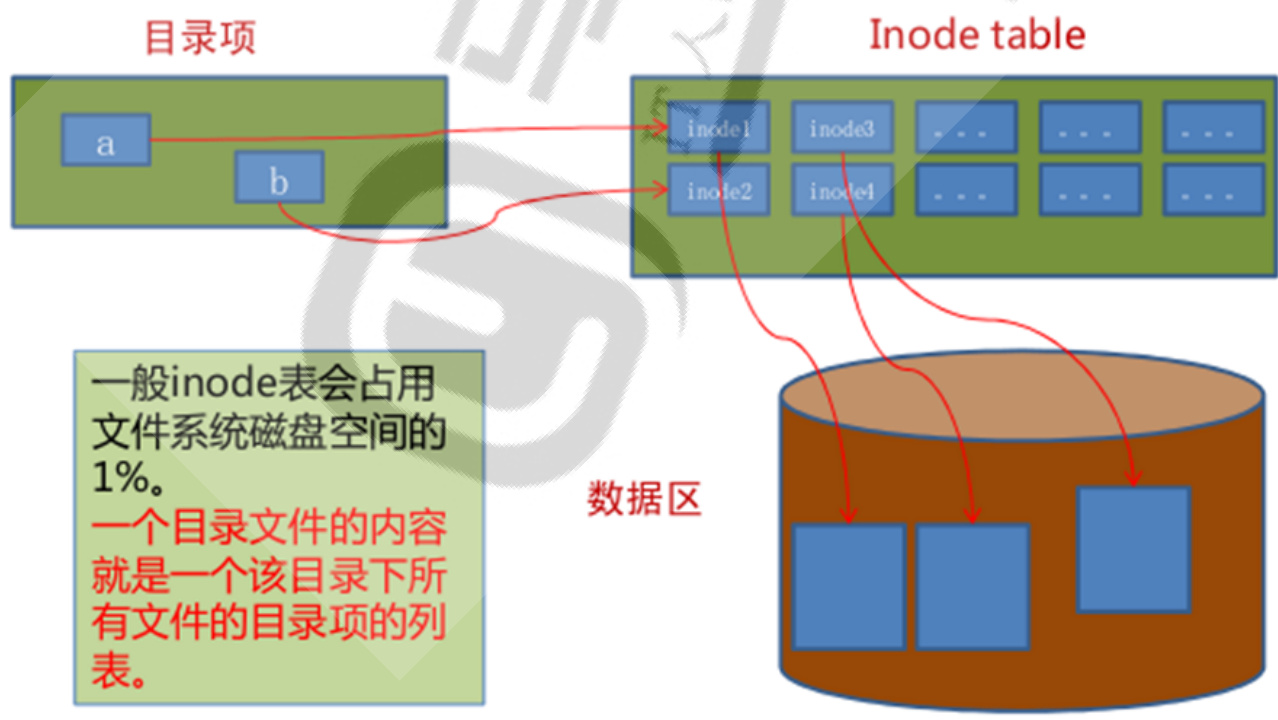 目录项
Inode table
a
b
inode1
inode3
...
...
...
inode2
inode4
...
...
...
一般inode表会占用
文件系统磁盘空间的
1%。
一个目录文件的内容
就是一个该目录下所
有文件的目录项的列
表。
数据区